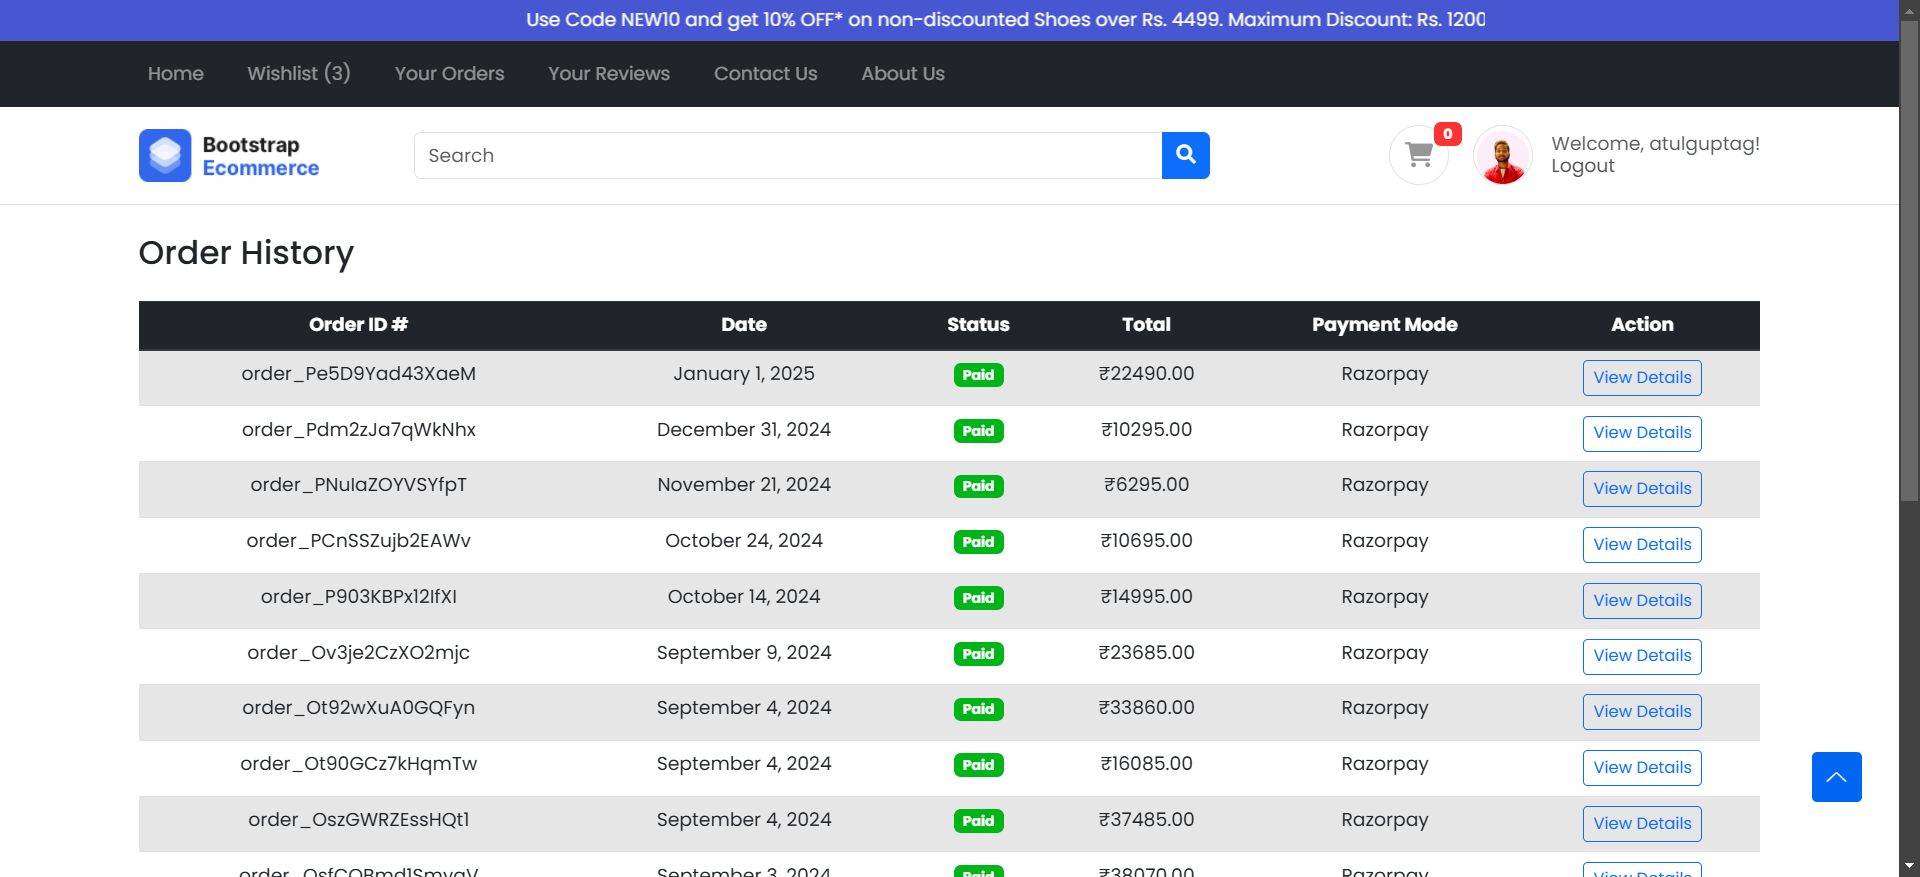 Use Code NEW10 and get 10% OFF* on non-discounted Shoes over Rs. 4499. Maximum Discount: Rs. 1200
Home Wishlist (3) Your Orders Your Reviews Contact Us About Us
Bootstrap
Ecommerce
Search
0
Welcome, atulguptag!
Logout
Order History
Order ID # Date Status Total Payment Mode Action
order_Pe5D9Yad43XaeM January 1, 2025 Paid ₹22490.00 Razorpay View Details
order_Pdm2zJa7qWkNhx December 31, 2024 Paid ₹10295.00 Razorpay View Details
order_PNuIaZOYVSYfpT November 21, 2024 Paid ₹6295.00 Razorpay View Details
order_PCnSSZujb2EAWv October 24, 2024 Paid ₹10695.00 Razorpay View Details
order_P903KBPx12IfXI October 14, 2024 Paid ₹14995.00 Razorpay View Details
order_Ov3je2CzXO2mjc September 9, 2024 Paid ₹23685.00 Razorpay View Details
order_Ot92wXuA0GQFyn September 4, 2024 Paid ₹33860.00 Razorpay View Details
order_Ot90GCz7kHqmTw September 4, 2024 Paid ₹16085.00 Razorpay View Details
order_OszGWRZEssHQt1 September 4, 2024 Paid ₹37485.00 Razorpay View Details
September 3, 2024 Paid ₹38070.00 Razorpay View Details